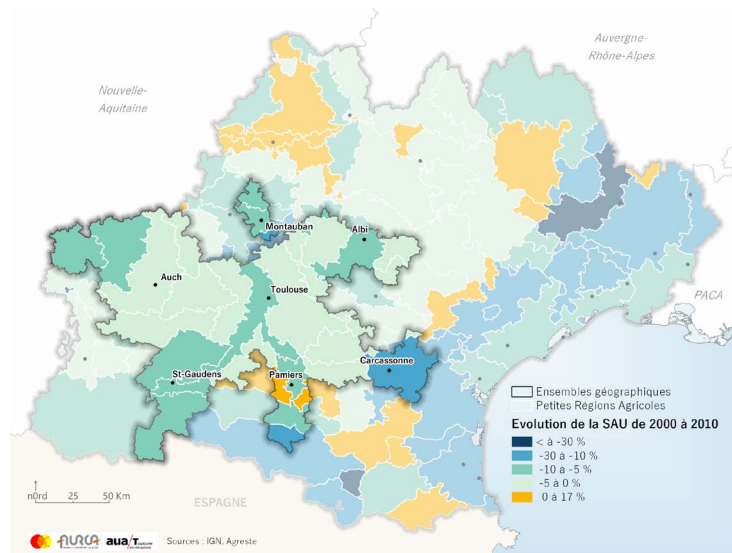 Auvergne-
Rhône-Alpes
Nouvelle-
Aquitaine
Montauban
Albi
Auch
Toulouse
PACA
Carcassonne
St-Gaudens
Pamiers
Ensembles géographiques
Petites Régions Agricoles
Evolution de la SAU de 2000 à 2010
< à -30 %
-30 à -10 %
-10 à -5 %
-5 à 0 %
0 à 17 %
nOrd 25 50 Km
ESPAGNE
AURCA aua/T Sources : IGN, Agreste